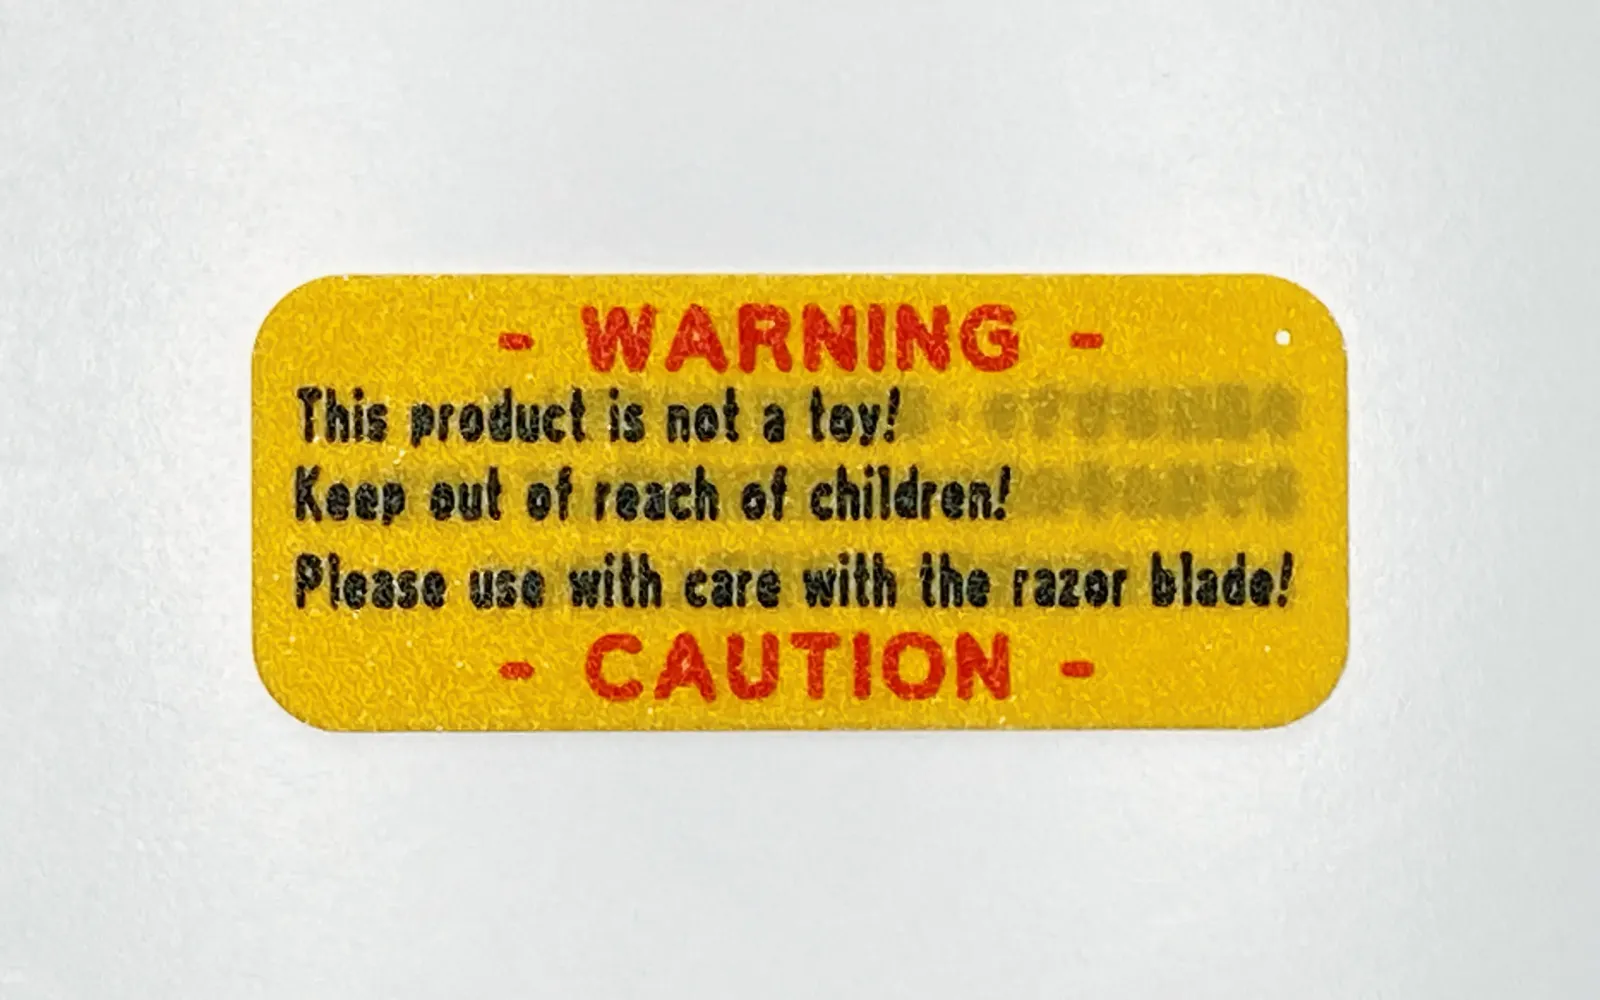 - WARNING -
This product is not a toy!
Keep out of reach of children!
Please use with care with the razor blade!
- CAUTION -